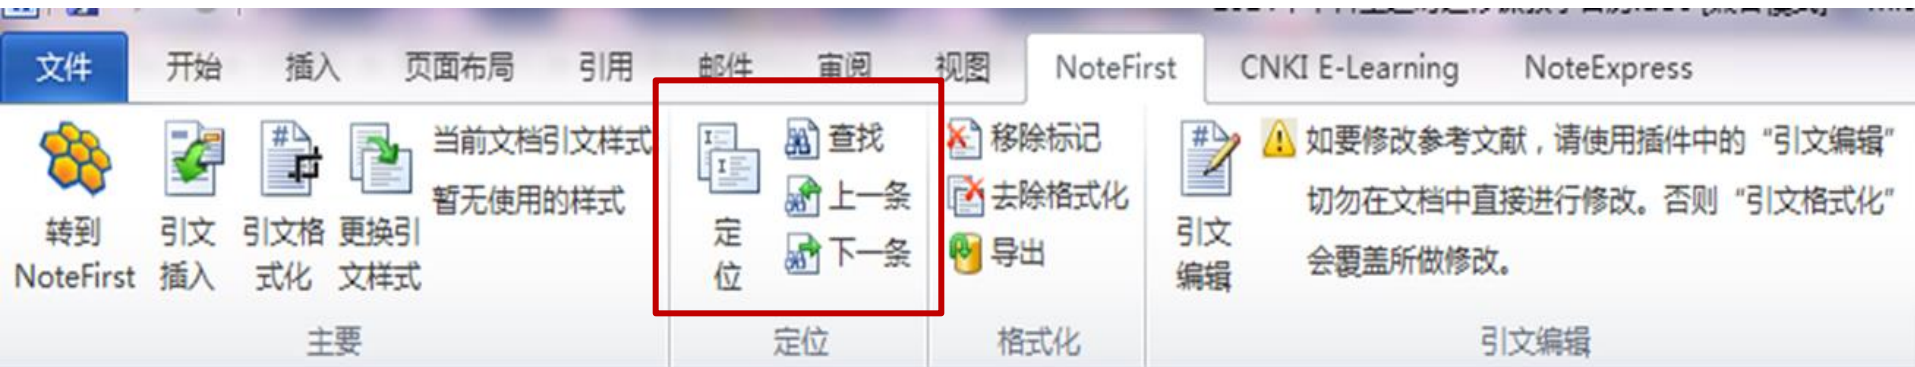 文件 开始 插入 页面布局 引用 邮件 审阅 视图 NoteFirst CNKI E-Learning NoteExpress
转到
NoteFirst
引文
插入
引文格
式化
更换引
文样式
当前文档引文样式
暂无使用的样式
主要
定
位
查找
上一条
下一条
定位
移除标记
去除格式化
导出
格式化
引文
编辑
如要修改参考文献，请使用插件中的“引文编辑”
切勿在文档中直接进行修改。否则“引文格式化”
会覆盖所做修改。
引文编辑